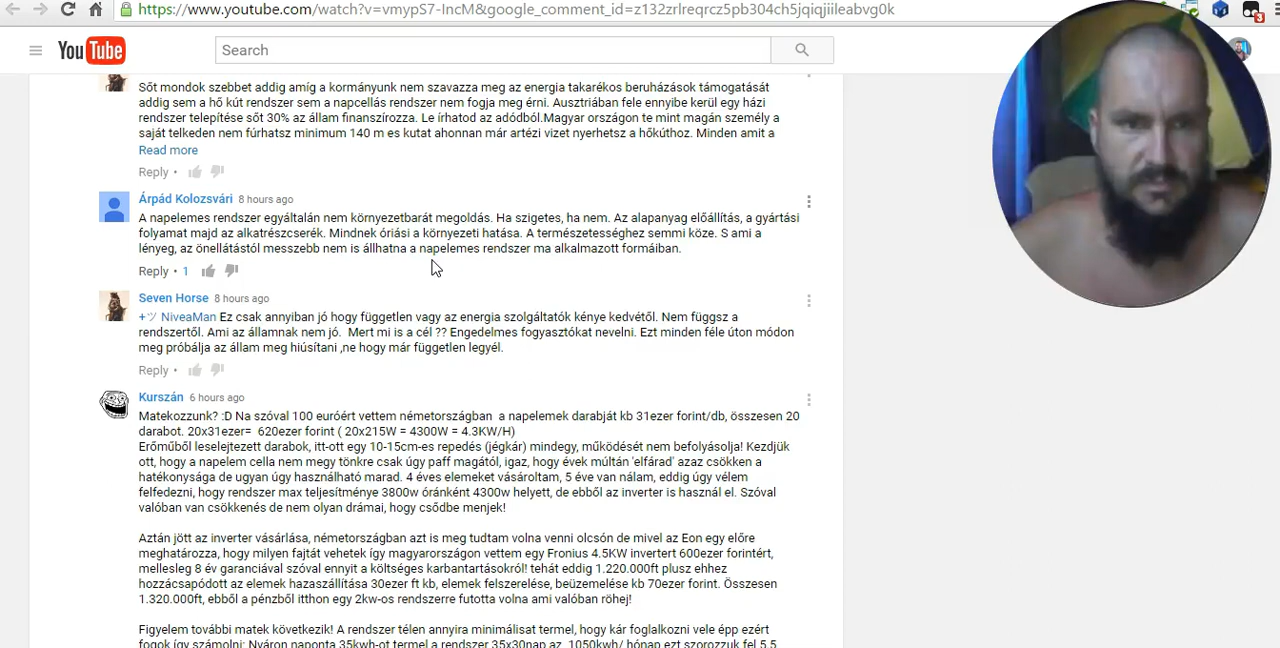 https://www.youtube.com/watch?v=vmypS7-IncM&google_comment_id=z132zrlreqrcz5pb304ch5jqiqjiileabvg0k
3
YouTube
Search
Sőt mondok szebbet addig amíg a kormányunk nem szavazza meg az energia takarékos beruházások támogatását
addig sem a hő kút rendszer sem a napcellás rendszer nem fogja meg érni. Ausztriában fele ennyibe kerül egy házi
rendszer telepítése sőt 30% az állam finanszírozza. Le írhatod az adódból.Magyar országon te mint magán személy a
saját telkeden nem fúrhatsz minimum 140 m es kutat ahonnan már artézi vizet nyerhetsz a hőkúthoz. Minden amit a
Read more
Reply •
Árpád Kolozsvári 8 hours ago
A napelemes rendszer egyáltalán nem környezetbarát megoldás. Ha szigetes, ha nem. Az alapanyag előállítás, a gyártási
folyamat majd az alkatrészcserék. Mindnek óriási a környezeti hatása. A természetességhez semmi köze. S ami a
lényeg, az önellátástól messzebb nem is állhatna a napelemes rendszer ma alkalmazott formáiban.
Reply • 1
Seven Horse 8 hours ago
+ツ NiveaMan Ez csak annyiban jó hogy független vagy az energia szolgáltatók kénye kedvétől. Nem függsz a
rendszertől. Ami az államnak nem jó. Mert mi is a cél ?? Engedelmes fogyasztókat nevelni. Ezt minden féle úton módon
meg próbálja az állam meg hiúsítani ,ne hogy már független legyél.
Reply •
Kurszán 6 hours ago
Matekozzunk? :D Na szóval 100 euróért vettem németországban a napelemek darabját kb 31ezer forint/db, összesen 20
darabot. 20x31ezer= 620ezer forint ( 20x215W = 4300W = 4.3KW/H)
Erőműből leselejtezett darabok, itt-ott egy 10-15cm-es repedés (jégkár) mindegy, működését nem befolyásolja! Kezdjük
ott, hogy a napelem cella nem megy tönkre csak úgy paff magától, igaz, hogy évek múltán 'elfárad' azaz csökken a
hatékonysága de ugyan úgy használható marad. 4 éves elemeket vásároltam, 5 éve van nálam, eddig úgy vélem
felfedezni, hogy rendszer max teljesítménye 3800w óránként 4300w helyett, de ebből az inverter is használ el. Szóval
valóban van csökkenés de nem olyan drámai, hogy csődbe menjek!
Aztán jött az inverter vásárlása, németországban azt is meg tudtam volna venni olcsón de mivel az Eon egy előre
meghatározza, hogy milyen fajtát vehetek így magyarországon vettem egy Fronius 4.5KW invertert 600ezer forintért,
mellesleg 8 év garanciával szóval ennyit a költséges karbantartásokról! tehát eddig 1.220.000ft plusz ehhez
hozzácsapódott az elemek hazaszállítása 30ezer ft kb, elemek felszerelése, beüzemelése kb 70ezer forint. Összesen
1.320.000ft, ebből a pénzből itthon egy 2kw-os rendszerre futotta volna ami valóban röhej!
Figyelem további matek következik! A rendszer télen annyira minimálisat termel, hogy kár foglalkozni vele épp ezért
fogok így számolni: Nyáron naponta 35kwh-ot termel a rendszer 35x30nap az 1050kwh/ hónap ezt szorozzuk fel 5,5